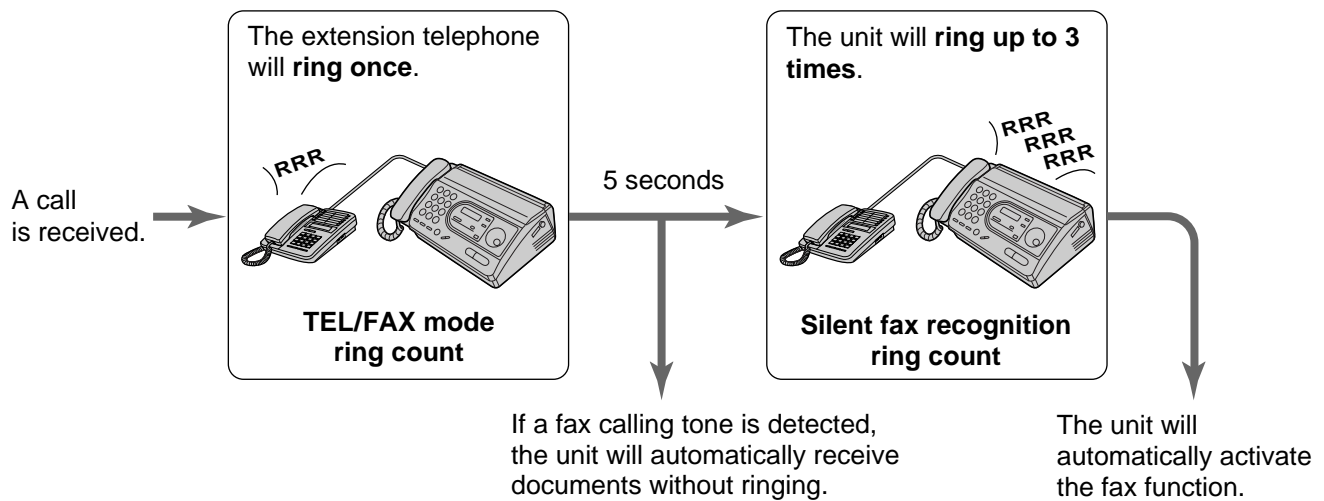 A call
is received.
The extension telephone
will ring once.
RRR
TEL/FAX mode
ring count
5 seconds
If a fax calling tone is detected,
the unit will automatically receive
documents without ringing.
The unit will ring up to 3
times.
RRR
RRR
RRR
Silent fax recognition
ring count
The unit will
automatically activate
the fax function.